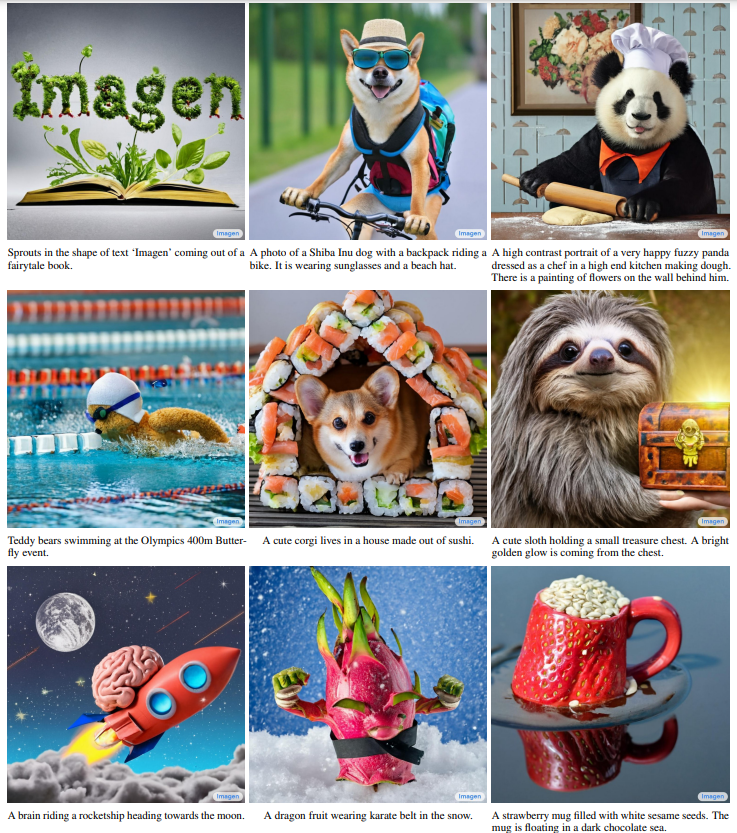 Imagen
Imagen
Imagen
Imagen
Sprouts in the shape of text ‘Imagen’ coming out of a
fairytale book.
A photo of a Shiba Inu dog with a backpack riding a
bike. It is wearing sunglasses and a beach hat.
A high contrast portrait of a very happy fuzzy panda
dressed as a chef in a high end kitchen making dough.
There is a painting of flowers on the wall behind him.
Imagen
Imagen
Imagen
Teddy bears swimming at the Olympics 400m Butter-
fly event.
A cute corgi lives in a house made out of sushi.
A cute sloth holding a small treasure chest. A bright
golden glow is coming from the chest.
Imagen
Imagen
Imagen
A brain riding a rocketship heading towards the moon.
A dragon fruit wearing karate belt in the snow.
A strawberry mug filled with white sesame seeds. The
mug is floating in a dark chocolate sea.